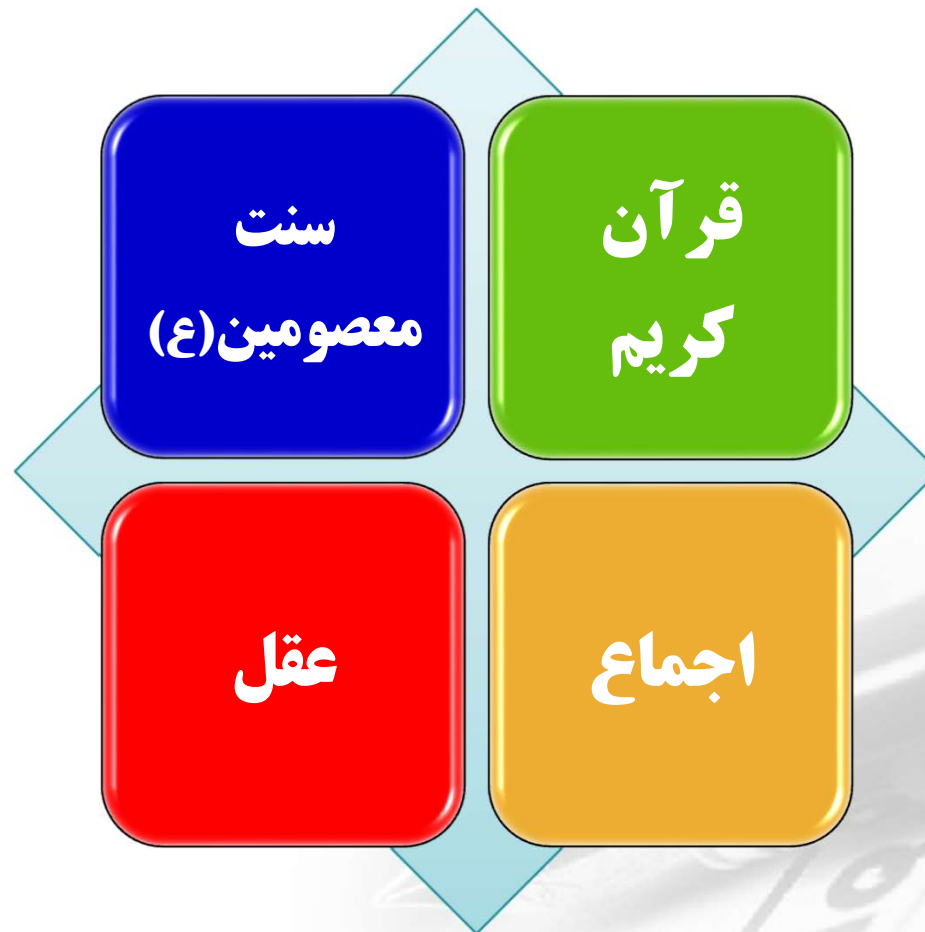 قرآن
کریم
سنت
معصومین(ع)
اجماع
عقل